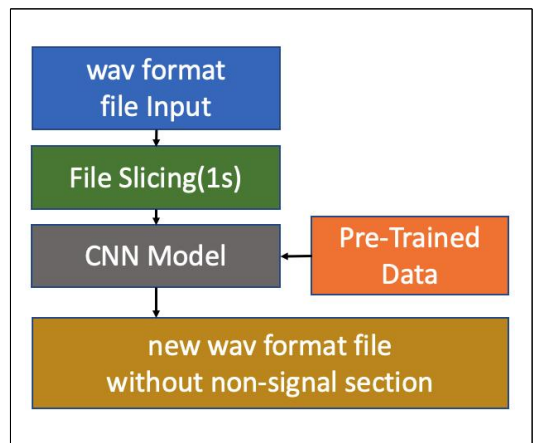 wav format
file Input
File Slicing(1s)
CNN Model
Pre-Trained
Data
new wav format file
without non-signal section